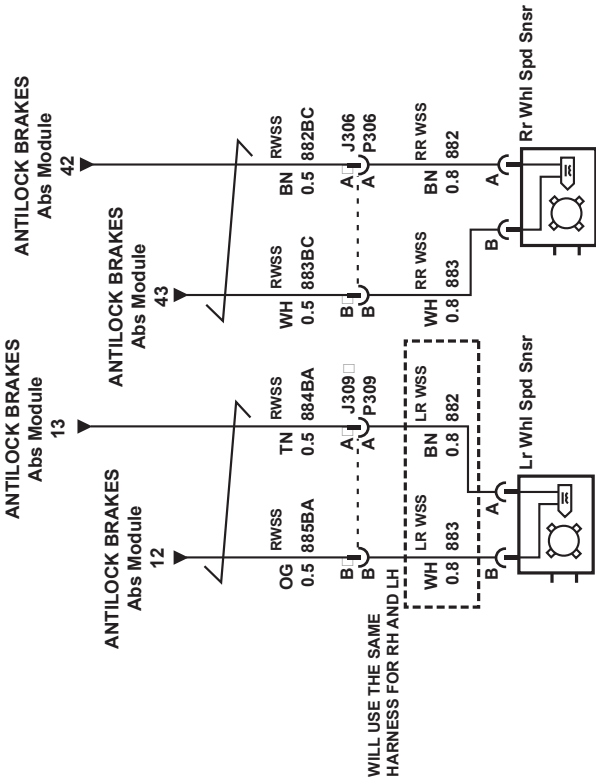 ANTILOCK BRAKES
Abs Module
12
ANTILOCK BRAKES
Abs Module
13
ANTILOCK BRAKES
Abs Module
43
ANTILOCK BRAKES
Abs Module
42
OG RWSS
0.5 885BA
TN RWSS
0.5 884BA
WH RWSS
0.5 883BC
BN RWSS
0.5 882BC
B A J309
B A P309
B A J306
B A P306
WILL USE THE SAME
HARNESS FOR RH AND LH
WH LR WSS
0.8 883
BN LR WSS
0.8 882
WH RR WSS
0.8 883
BN RR WSS
0.8 882
B A
Lr Whl Spd Snsr
B A
Rr Whl Spd Snsr